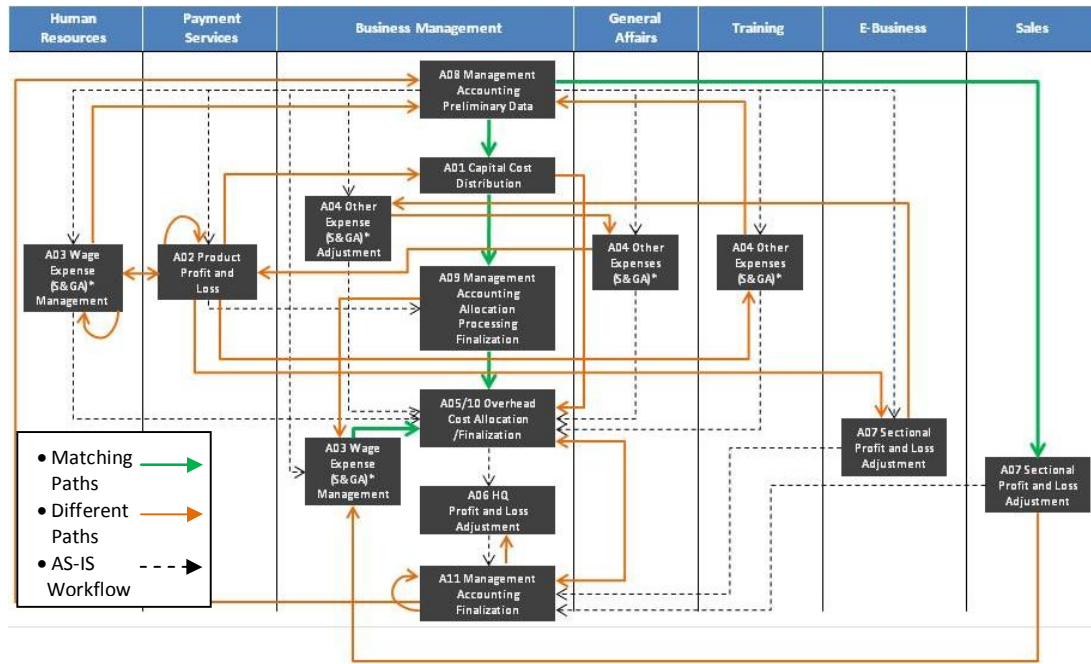 Human
Resources
Payment
Services
Business Management
General
Affairs
Training
E-Business
Sales
A08 Management
Accounting
Preliminary Data
A01 Capital Cost
Distribution
A04 Other
Expense
(S&GA)*
Adjustment
A03 Wage
Expense
(S&GA)*
Management
A02 Product
Profit and
Loss
A04 Other
Expenses
(S&GA)*
A04 Other
Expenses
(S&GA)*
A09 Management
Accounting
Allocation
Processing
Finalization
A05/10 Overhead
Cost Allocation
/Finalization
A03 Wage
Expense
(S&GA)*
Management
A07 Sectional
Profit and Loss
Adjustment
A07 Sectional
Profit and Loss
Adjustment
A06 HQ
Profit and Loss
Adjustment
A11 Management
Accounting
Finalization
• Matching
Paths
• Different
Paths
• AS-IS
Workflow